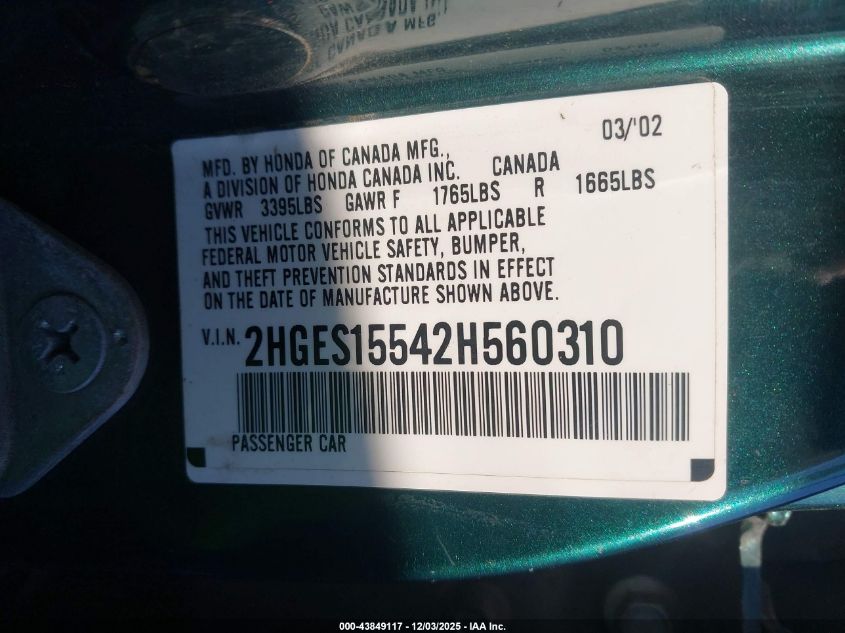 03/'02
MFD. BY HONDA OF CANADA MFG.,
A DIVISION OF HONDA CANADA INC. CANADA
GVWR 3395LBS GAWR F 1765LBS R 1665LBS
THIS VEHICLE CONFORMS TO ALL APPLICABLE
FEDERAL MOTOR VEHICLE SAFETY, BUMPER,
AND THEFT PREVENTION STANDARDS IN EFFECT
ON THE DATE OF MANUFACTURE SHOWN ABOVE.
V.I.N. 2HGES15542H560310
PASSENGER CAR
000-43849117 - 12/03/2025 - IAA Inc.